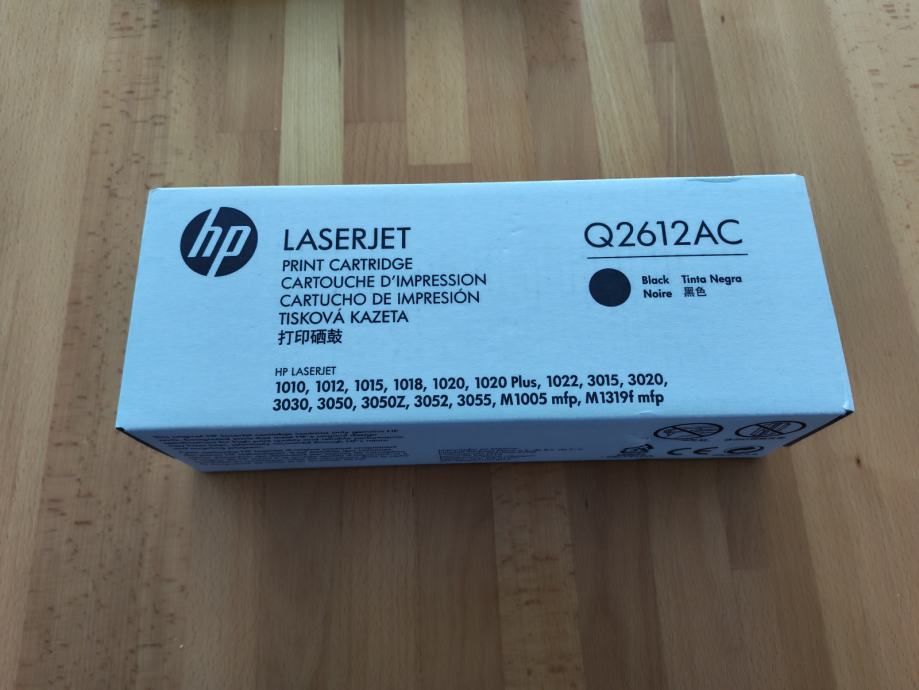 hp
LASERJET
PRINT CARTRIDGE
CARTOUCHE D'IMPRESSION
CARTUCHO DE IMPRESIÓN
TISKOVÁ KAZETA
打印硒鼓
HP LASERJET
1010, 1012, 1015, 1018, 1020, 1020 Plus, 1022, 3015, 3020,
3030, 3050, 3050Z, 3052, 3055, M1005 mfp, M1319f mfp
Q2612AC
Black Tinta Negra
Noire 黑色
CE